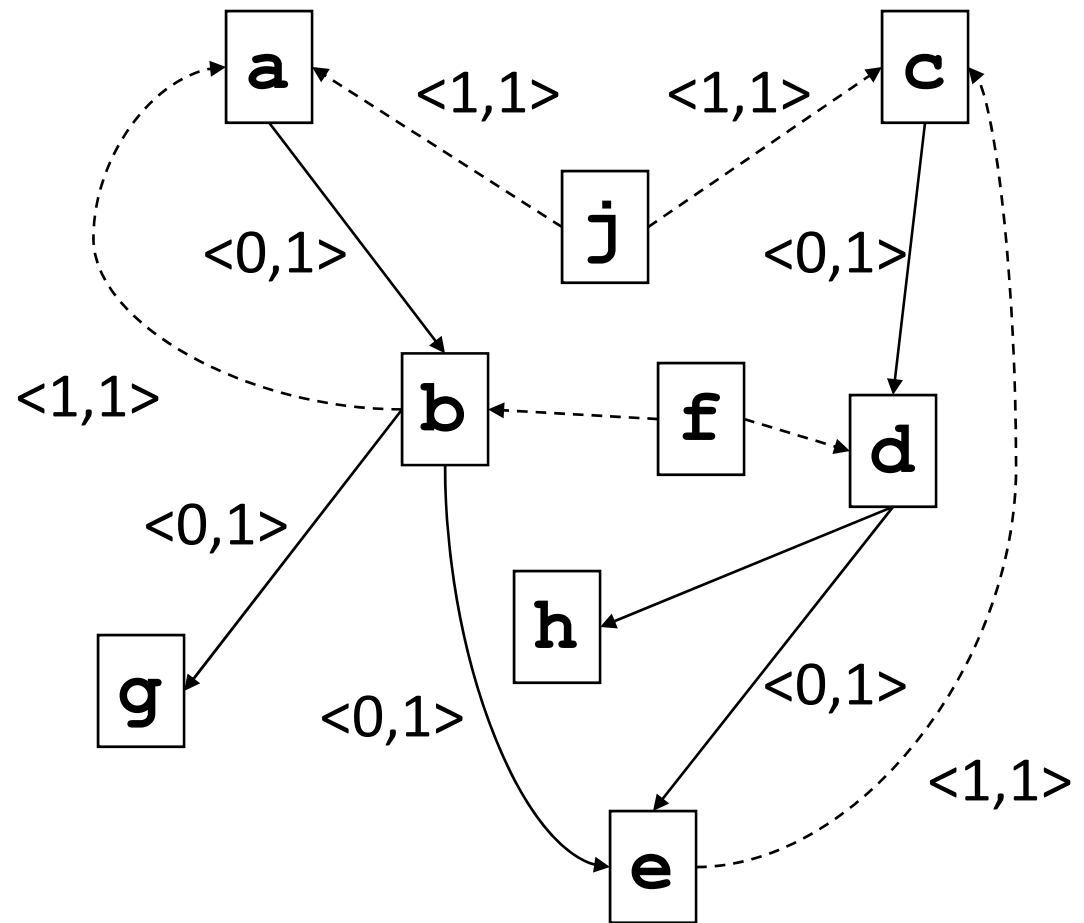 a
c
<1,1>
<1,1>
j
<0,1>
<0,1>
<1,1>
b
f
d
<0,1>
h
g
<0,1>
<0,1>
<1,1>
e